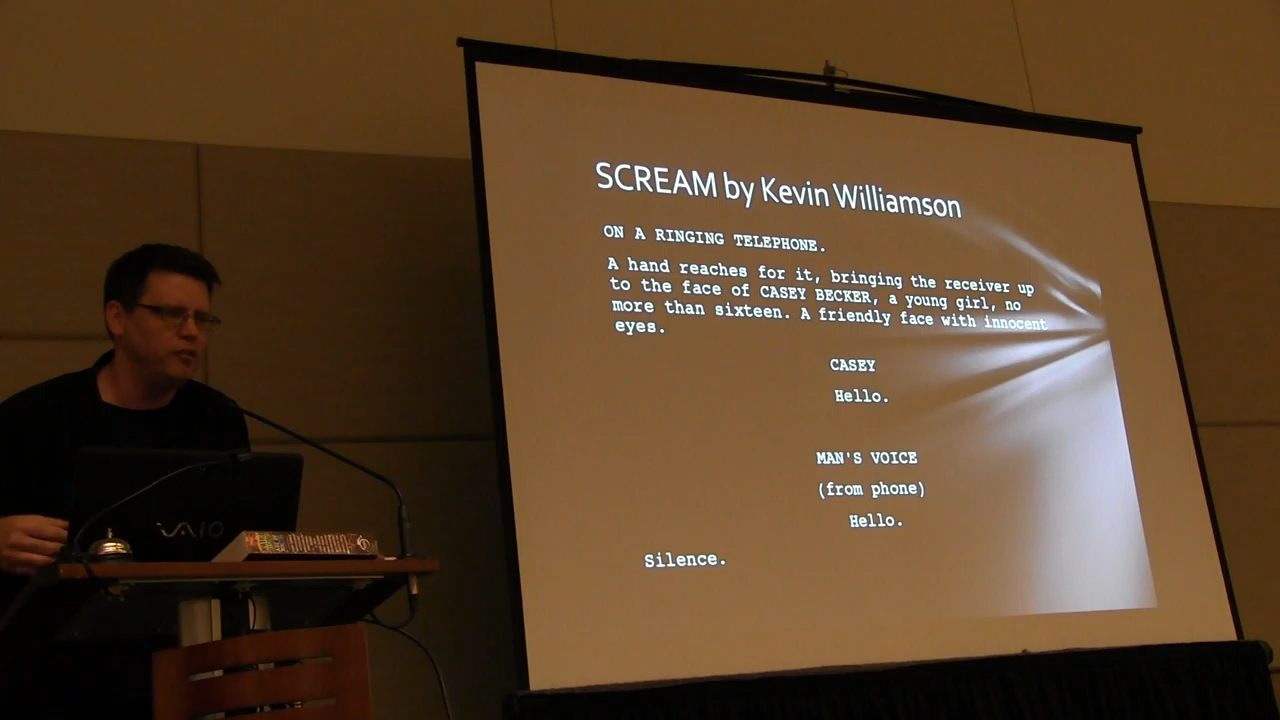 SCREAM by Kevin Williamson
ON A RINGING TELEPHONE.
A hand reaches for it, bringing the receiver up
to the face of CASEY BECKER, a young girl, no
more than sixteen. A friendly face with innocent
eyes.
CASEY
Hello.
MAN'S VOICE
(from phone)
Hello.
Silence.
VAIO